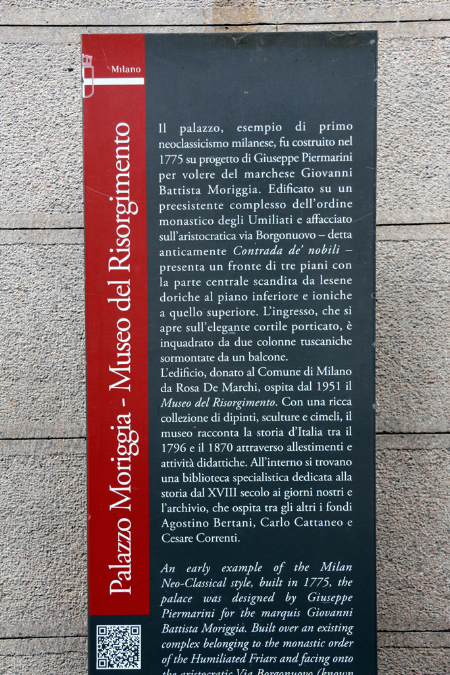 Milano
Palazzo Moriggia - Museo del Risorgimento
Il palazzo, esempio di primo
neoclassicismo milanese, fu costruito nel
1775 su progetto di Giuseppe Piermarini
per volere del marchese Giovanni
Battista Moriggia. Edificato su un
preesistente complesso dell'ordine
monastico degli Umiliati e affacciato
sull'aristocratica via Borgonuovo – detta
anticamente Contrada de' nobili –
presenta un fronte di tre piani con
la parte centrale scandita da lesene
doriche al piano inferiore e ioniche
a quello superiore. L'ingresso, che si
apre sull'elegante cortile porticato, è
inquadrato da due colonne tuscaniche
sormontate da un balcone.
L'edificio, donato al Comune di Milano
da Rosa De Marchi, ospita dal 1951 il
Museo del Risorgimento. Con una ricca
collezione di dipinti, sculture e cimeli, il
museo racconta la storia d'Italia tra il
1796 e il 1870 attraverso allestimenti e
attività didattiche. All'interno si trovano
una biblioteca specialistica dedicata alla
storia dal XVIII secolo ai giorni nostri e
l'archivio, che ospita tra gli altri i fondi
Agostino Bertani, Carlo Cattaneo e
Cesare Correnti.
An early example of the Milan
Neo-Classical style, built in 1775, the
palace was designed by Giuseppe
Piermarini for the marquis Giovanni
Battista Moriggia. Built over an existing
complex belonging to the monastic order
of the Humiliated Friars and facing onto
the aristocratic Via Borgonuovo (known